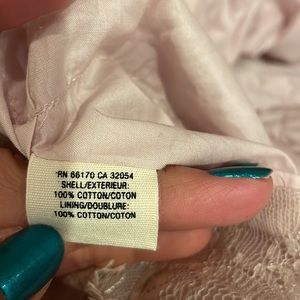 RN 66170 CA 32054
SHELL/EXTERIEUR:
100% COTTON/COTON
LINING/DOUBLURE:
100% COTTON/COTON